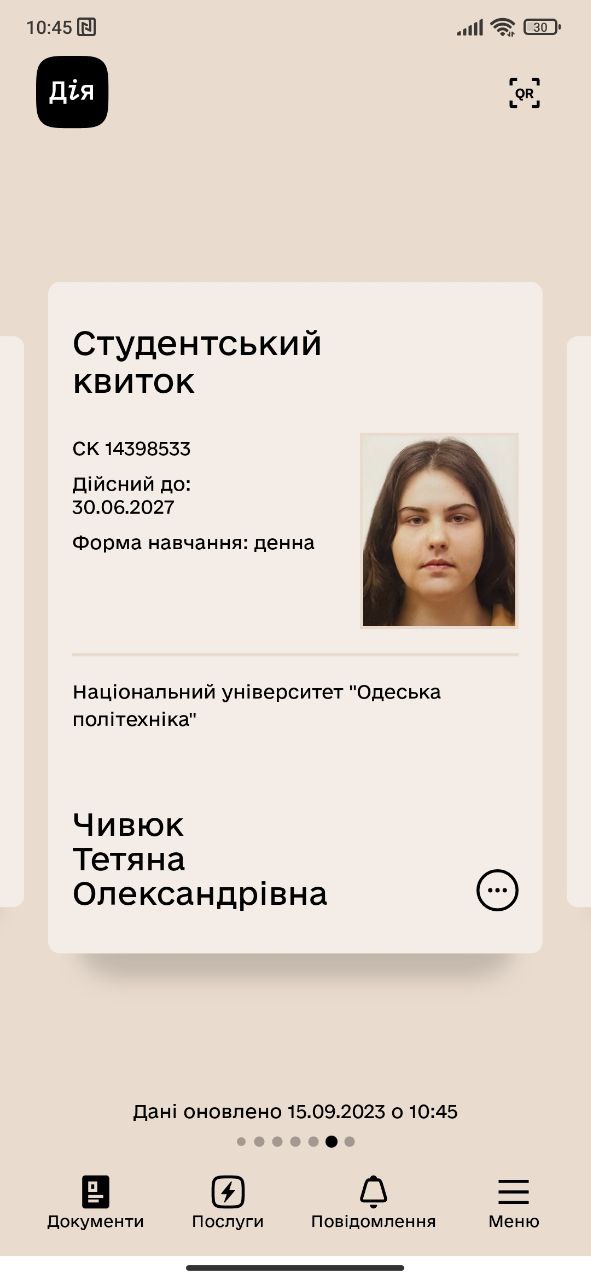 10:45
30
Дія
QR
Студентський
квиток
СК 14398533
Дійсний до:
30.06.2027
Форма навчання: денна
Національний університет "Одеська
політехніка"
Чивюк
Тетяна
Олександрівна
Дані оновлено 15.09.2023 о 10:45
Документи
Послуги
Повідомлення
Меню